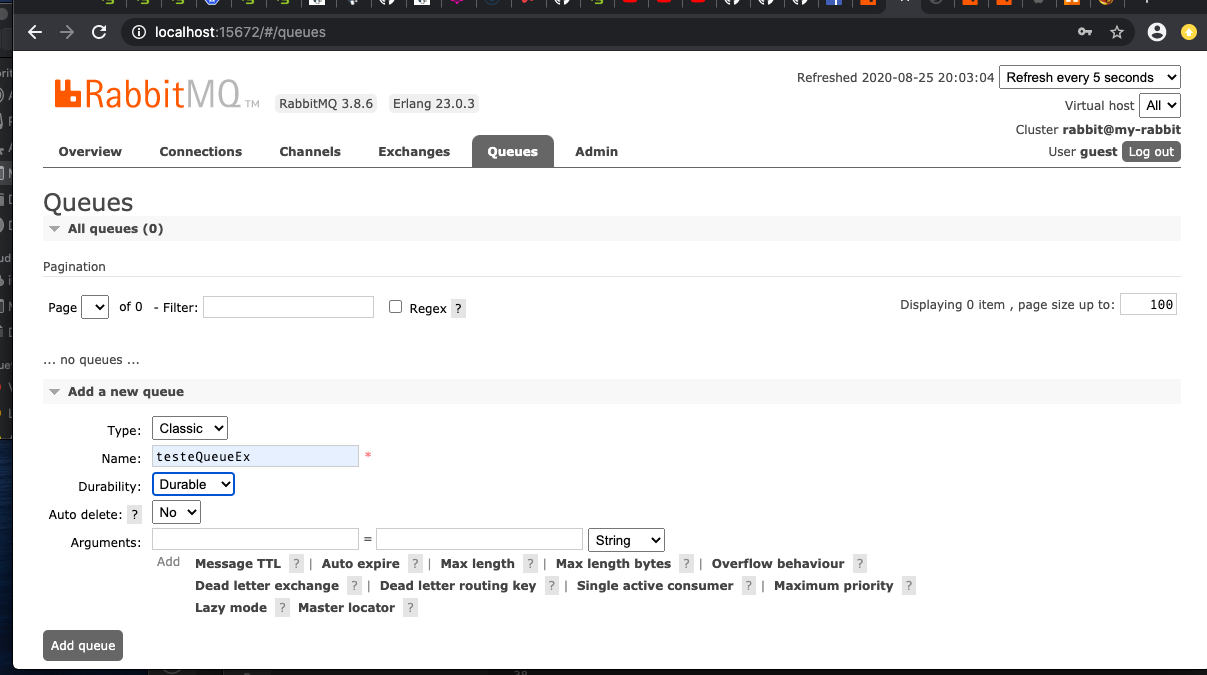 localhost:15672/#/queues
RabbitMQ TM RabbitMQ 3.8.6 Erlang 23.0.3
Refreshed 2020-08-25 20:03:04 Refresh every 5 seconds
Virtual host All
Cluster rabbit@my-rabbit
User guest Log out
Overview Connections Channels Exchanges Queues Admin
Queues
All queues (0)
Pagination
Page of 0 - Filter: Regex ? Displaying 0 item , page size up to: 100
... no queues ...
Add a new queue
Type: Classic
Name: testeQueueEx *
Durability: Durable
Auto delete: ? No
Arguments: = String
Add Message TTL ? | Auto expire ? | Max length ? | Max length bytes ? | Overflow behaviour ?
Dead letter exchange ? | Dead letter routing key ? | Single active consumer ? | Maximum priority ?
Lazy mode ? Master locator ?
Add queue